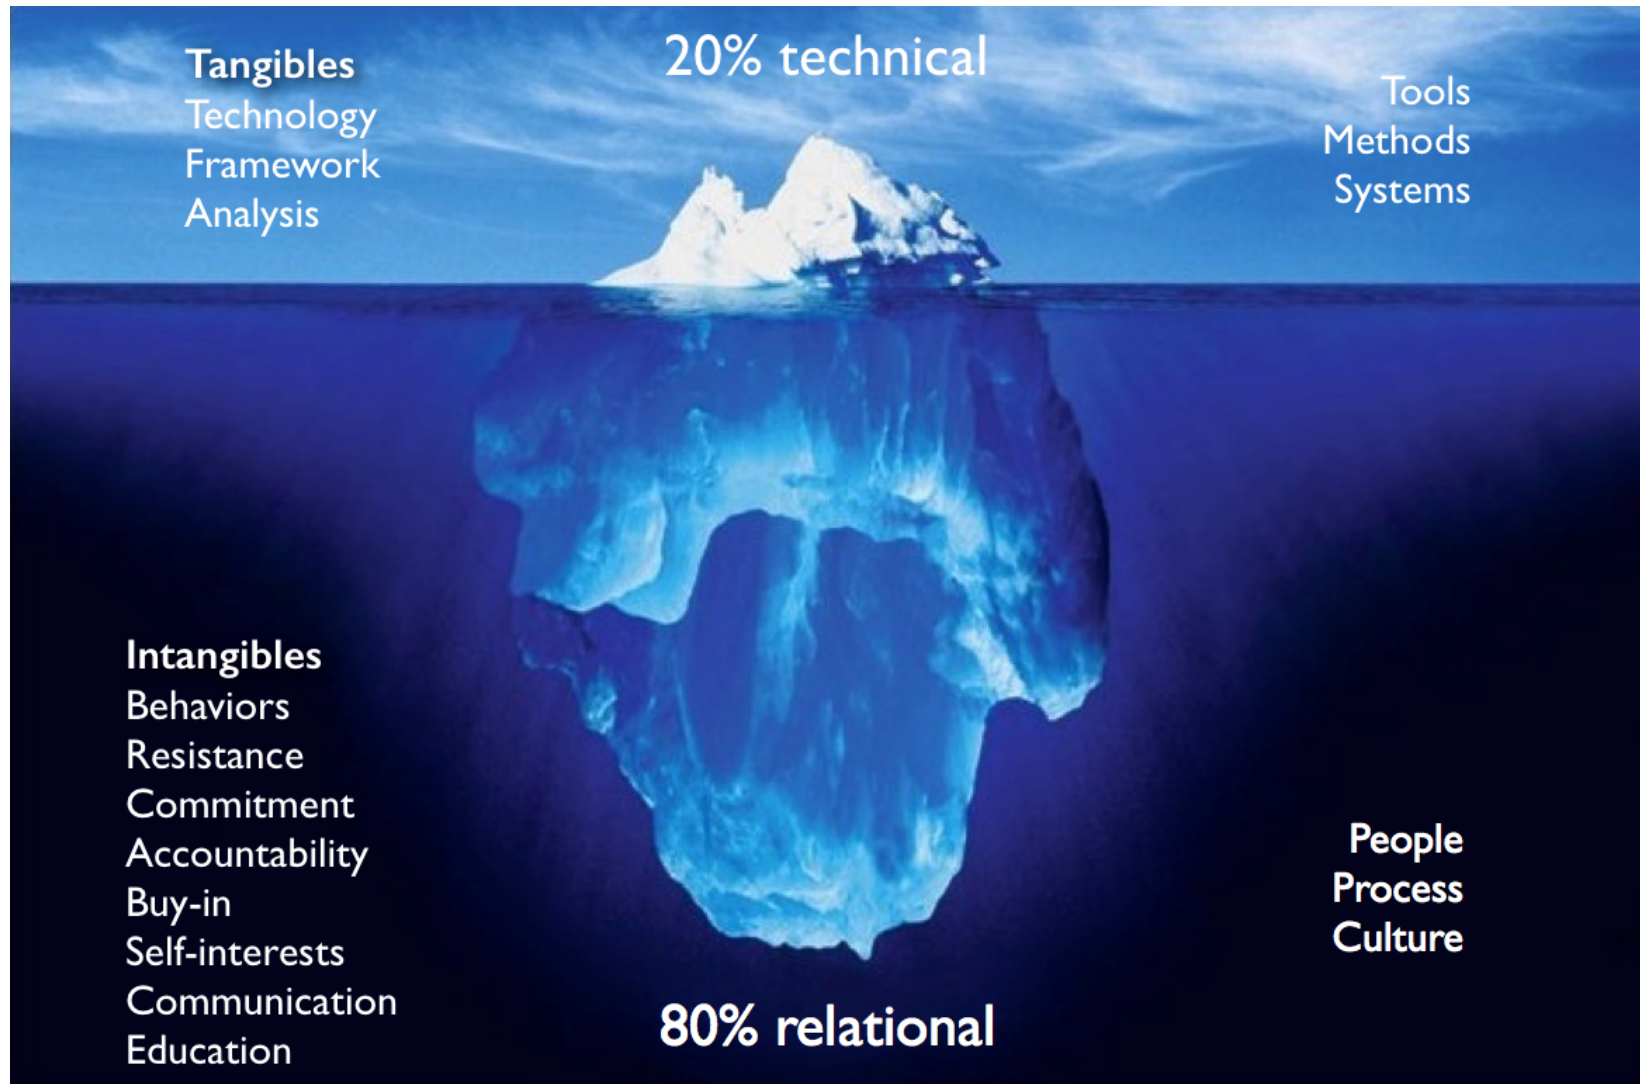 20% technical
Tangibles
Technology
Framework
Analysis
Tools
Methods
Systems
Intangibles
Behaviors
Resistance
Commitment
Accountability
Buy-in
Self-interests
Communication
Education
People
Process
Culture
80% relational